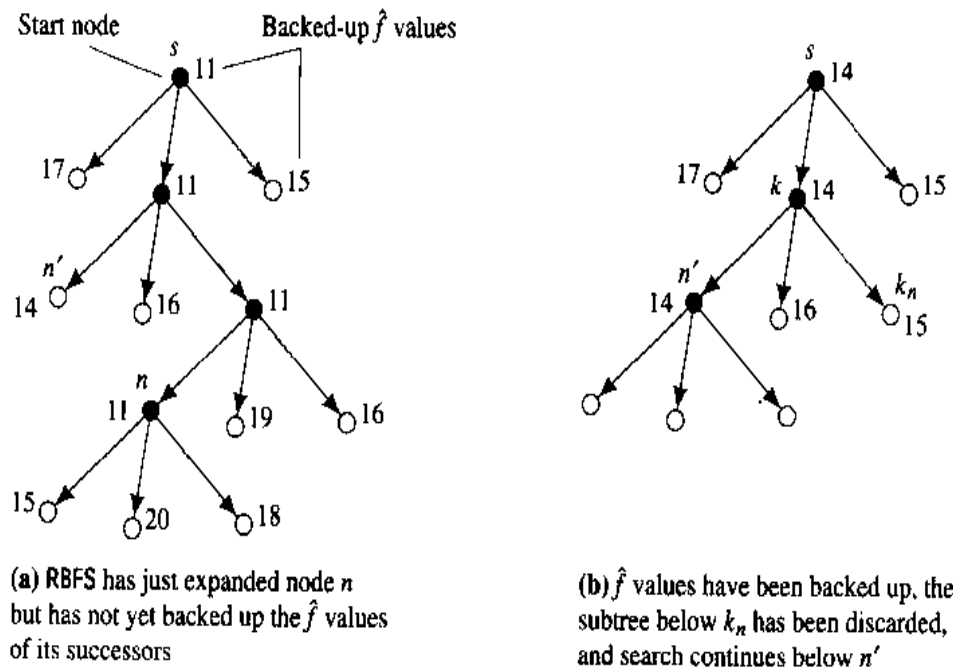 Start node
Backed-up f̂ values
s
11
17
11
15
n′
14
16
11
n
11
19
16
15
20
18
(a) RBFS has just expanded node n
but has not yet backed up the f̂ values
of its successors
s
14
17
k
14
15
n′
14
16
kₙ
15
(b) f̂ values have been backed up, the
subtree below kₙ has been discarded,
and search continues below n′